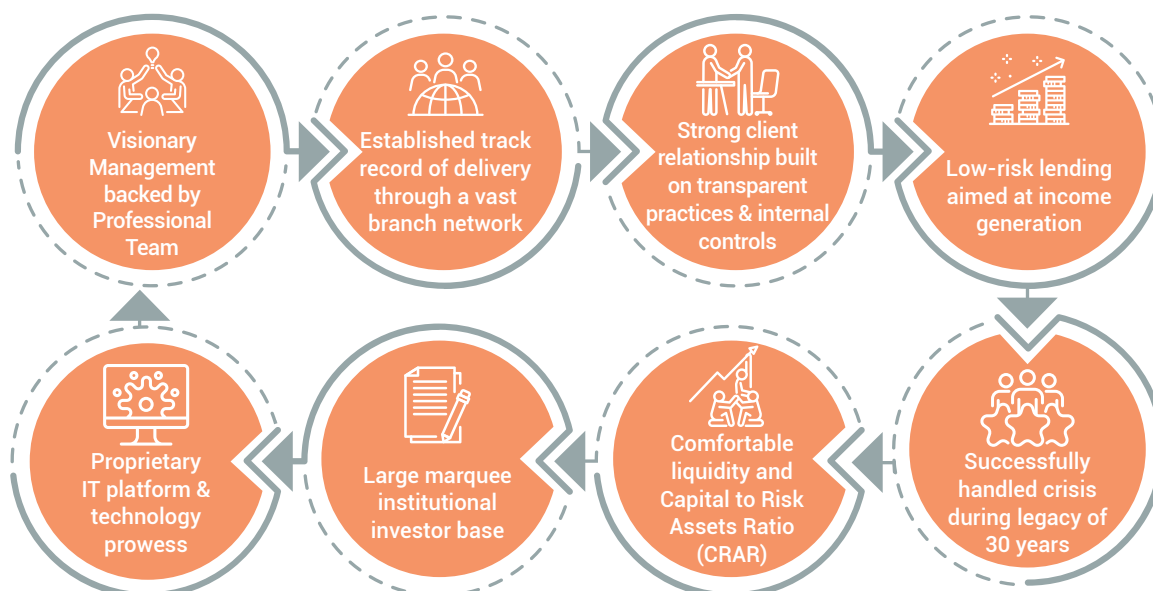 Visionary
Management
backed by
Professional
Team
Established track
record of delivery
through a vast
branch network
Strong client
relationship built
on transparent
practices & internal
controls
Low-risk lending
aimed at income
generation
Successfully
handled crisis
during legacy of
30 years
Comfortable
liquidity and
Capital to Risk
Assets Ratio
(CRAR)
Large marquee
institutional
investor base
Proprietary
IT platform &
technology
prowess